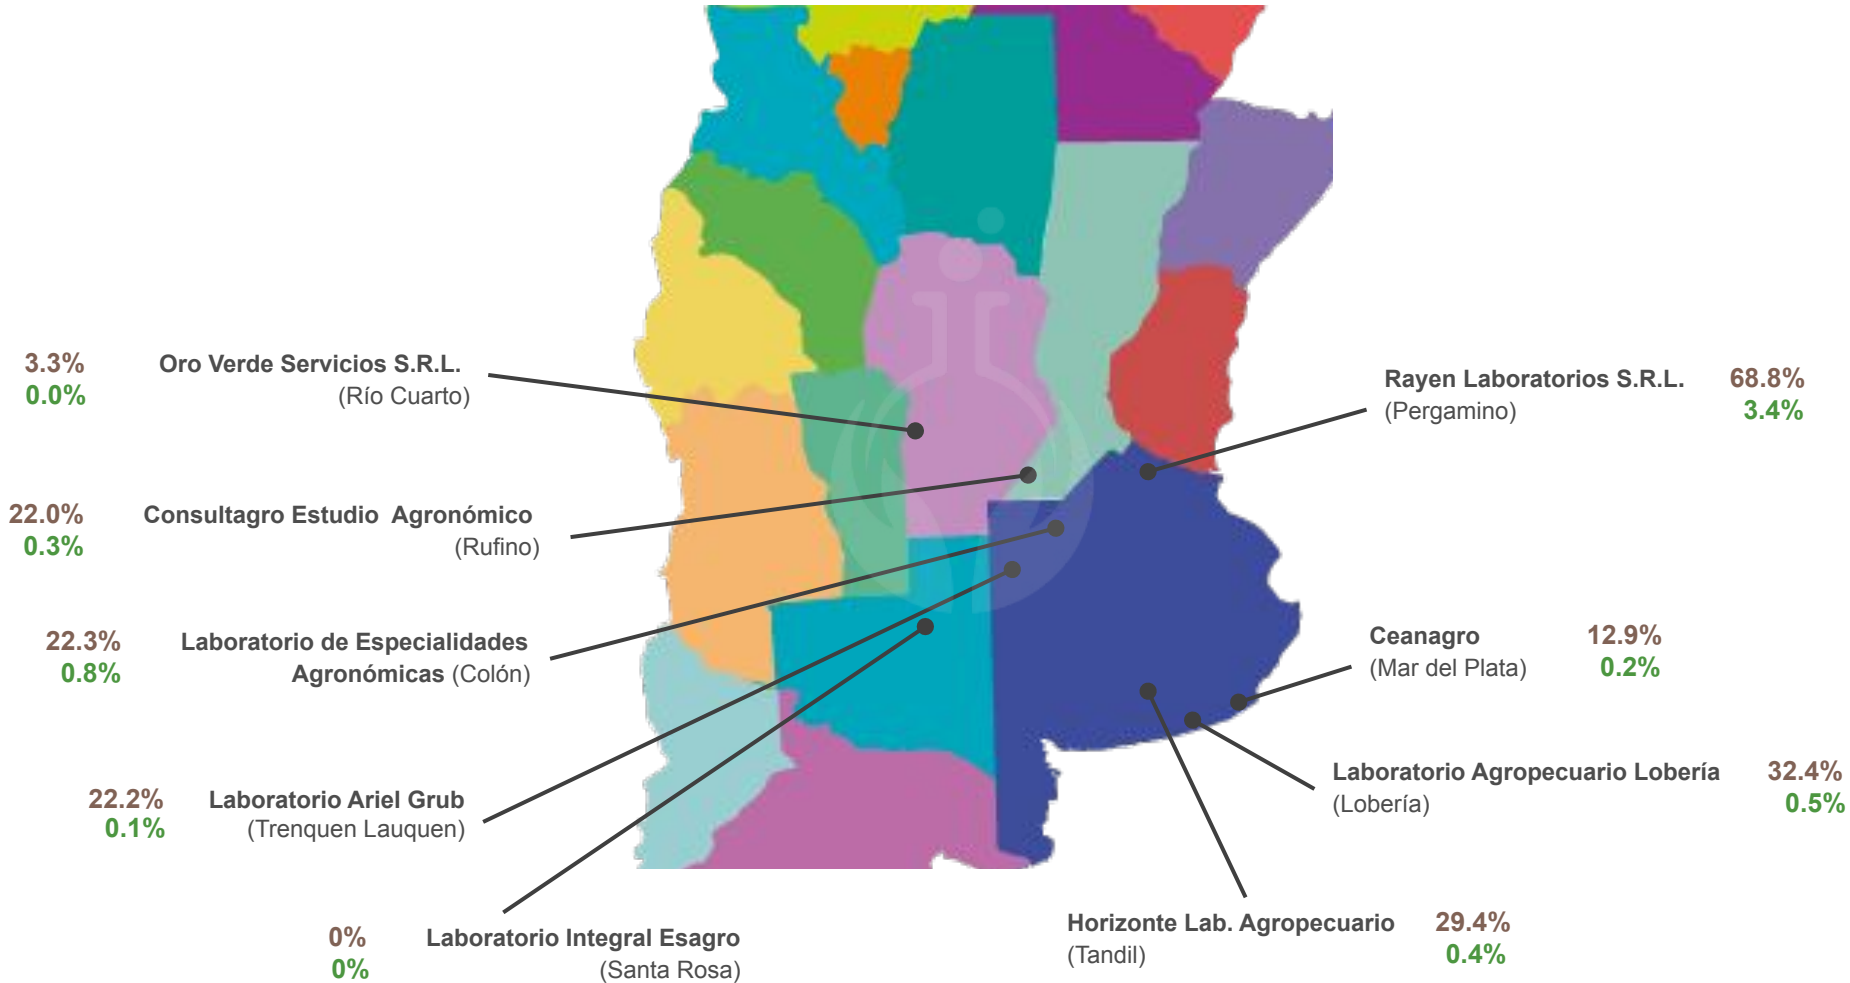 3.3%
0.0%
Oro Verde Servicios S.R.L.
(Río Cuarto)
22.0%
0.3%
Consultagro Estudio Agronómico
(Rufino)
22.3%
0.8%
Laboratorio de Especialidades
Agronómicas (Colón)
22.2%
0.1%
Laboratorio Ariel Grub
(Trenquen Lauquen)
0%
0%
Laboratorio Integral Esagro
(Santa Rosa)
Rayen Laboratorios S.R.L.
(Pergamino)
68.8%
3.4%
Ceanagro
(Mar del Plata)
12.9%
0.2%
Laboratorio Agropecuario Lobería
(Lobería)
32.4%
0.5%
Horizonte Lab. Agropecuario
(Tandil)
29.4%
0.4%